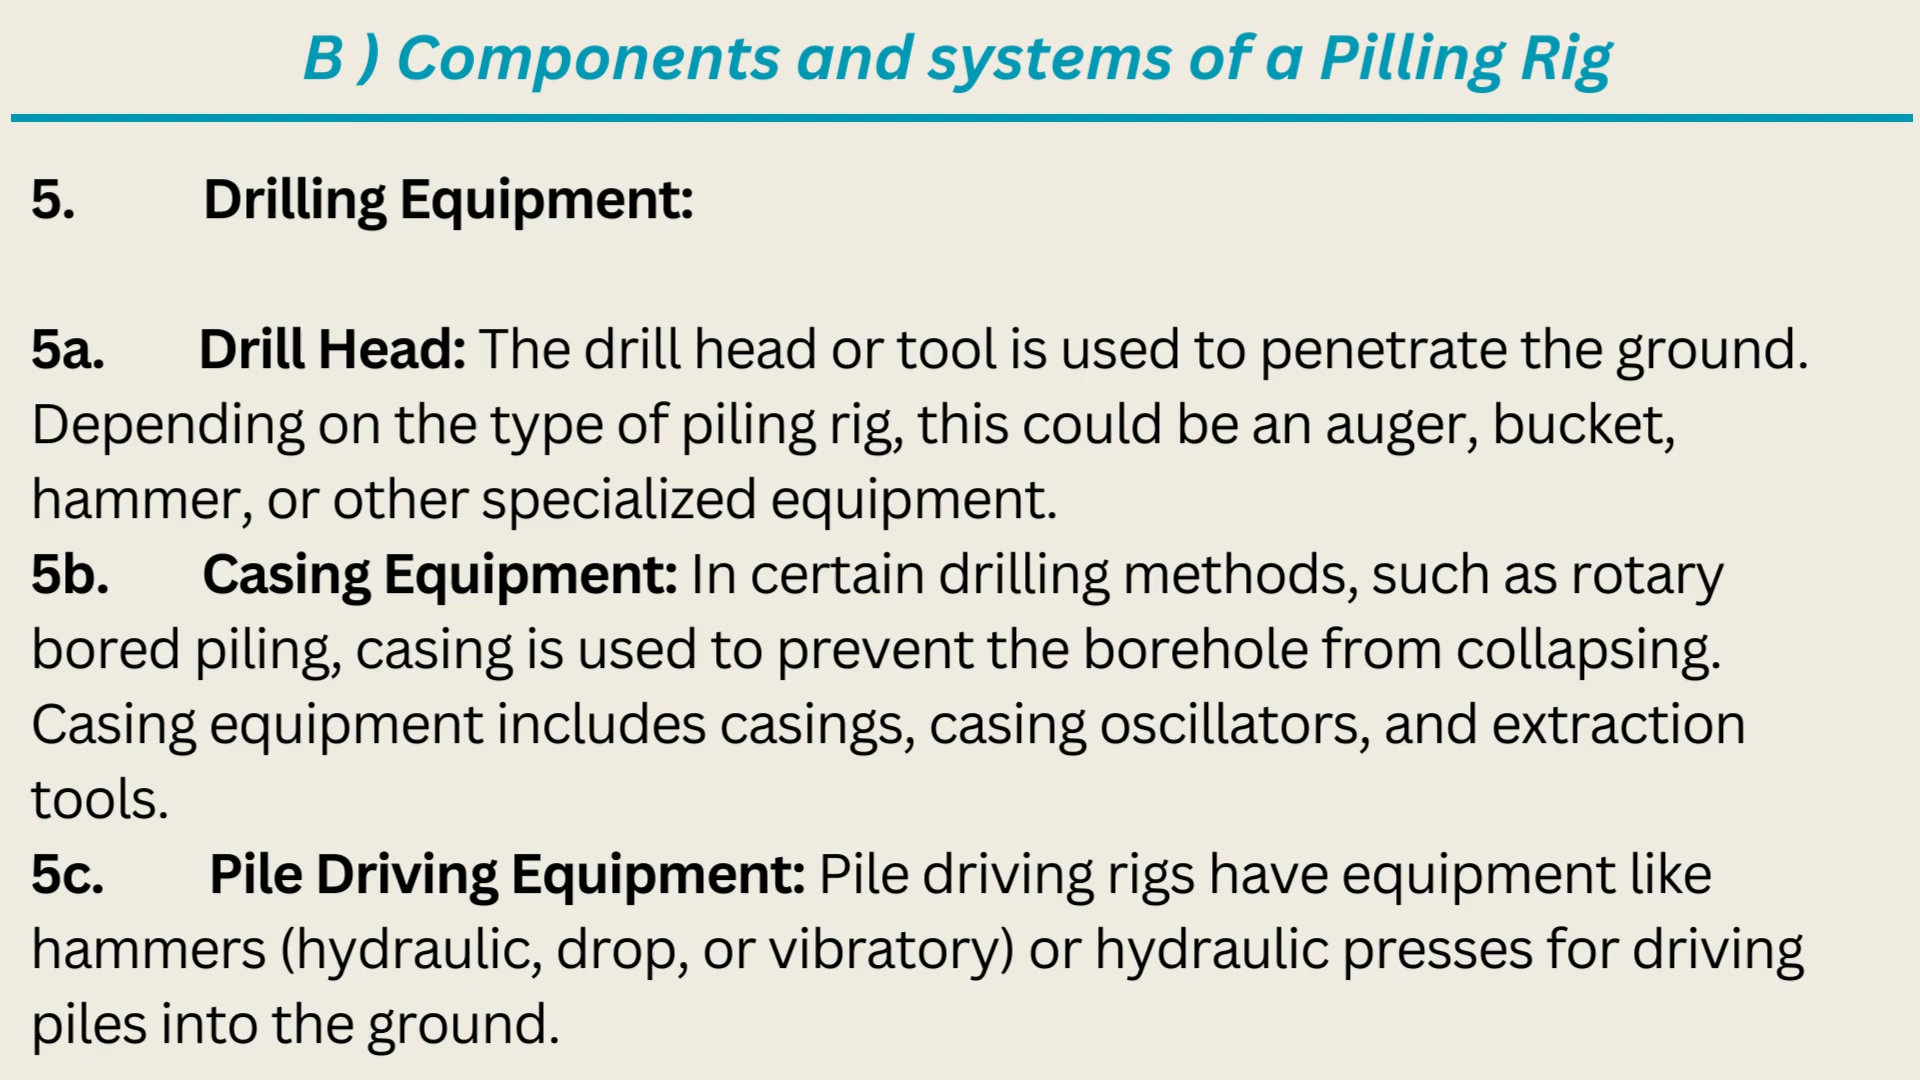 B ) Components and systems of a Pilling Rig
5. Drilling Equipment:
5a. Drill Head: The drill head or tool is used to penetrate the ground.
Depending on the type of piling rig, this could be an auger, bucket,
hammer, or other specialized equipment.
5b. Casing Equipment: In certain drilling methods, such as rotary
bored piling, casing is used to prevent the borehole from collapsing.
Casing equipment includes casings, casing oscillators, and extraction
tools.
5c. Pile Driving Equipment: Pile driving rigs have equipment like
hammers (hydraulic, drop, or vibratory) or hydraulic presses for driving
piles into the ground.